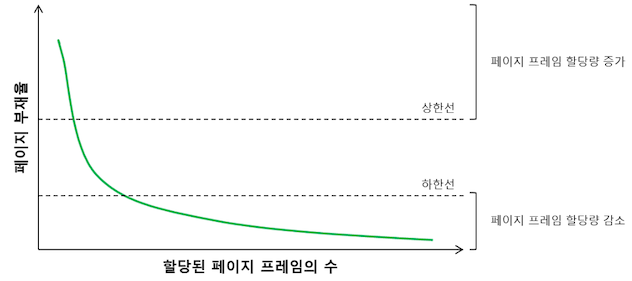 페이지 프레임 할당량 증가
상한선
페이지 부재율
하한선
페이지 프레임 할당량 감소
할당된 페이지 프레임의 수